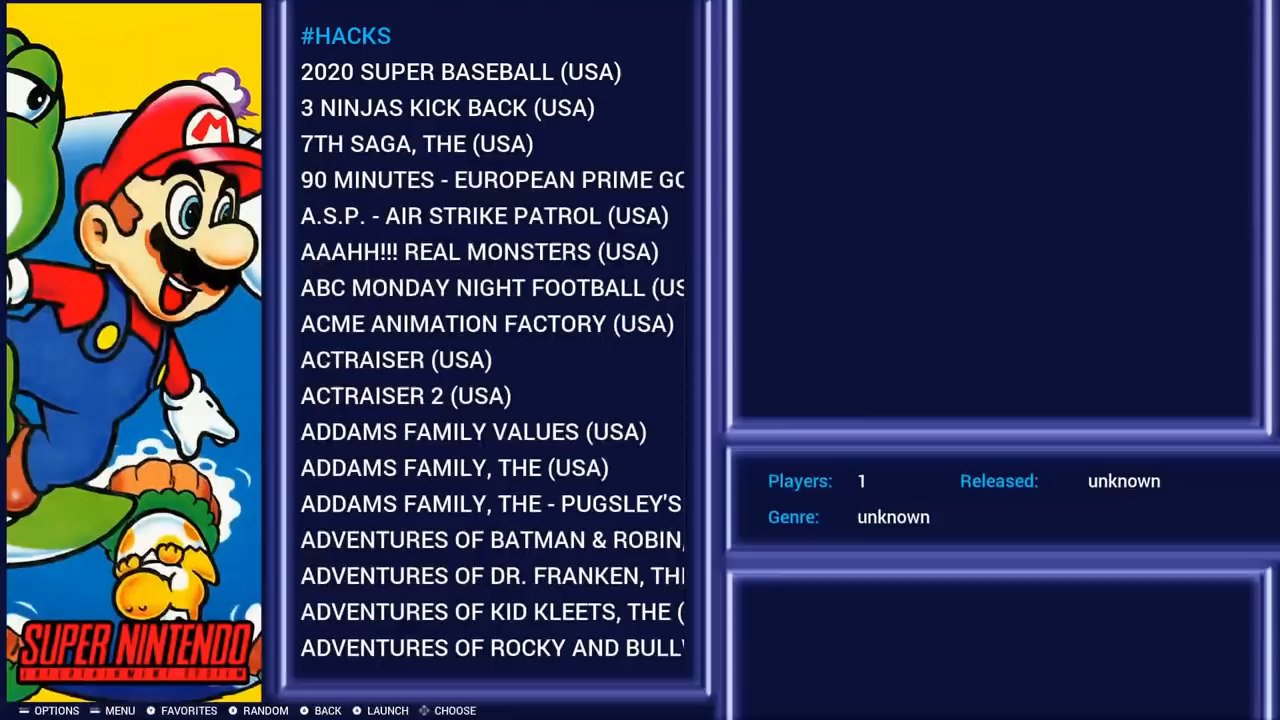 #HACKS
2020 SUPER BASEBALL (USA)
3 NINJAS KICK BACK (USA)
7TH SAGA, THE (USA)
90 MINUTES - EUROPEAN PRIME GO
A.S.P. - AIR STRIKE PATROL (USA)
AAAHH!!! REAL MONSTERS (USA)
ABC MONDAY NIGHT FOOTBALL (US
ACME ANIMATION FACTORY (USA)
ACTRAISER (USA)
ACTRAISER 2 (USA)
ADDAMS FAMILY VALUES (USA)
ADDAMS FAMILY, THE (USA)
ADDAMS FAMILY, THE - PUGSLEY'S
ADVENTURES OF BATMAN & ROBIN,
ADVENTURES OF DR. FRANKEN, THE
ADVENTURES OF KID KLEETS, THE (
ADVENTURES OF ROCKY AND BULLW
Players: 1 Released: unknown
Genre: unknown
M
SUPER NINTENDO
ENTERTAINMENT SYSTEM
OPTIONS MENU FAVORITES RANDOM BACK LAUNCH CHOOSE